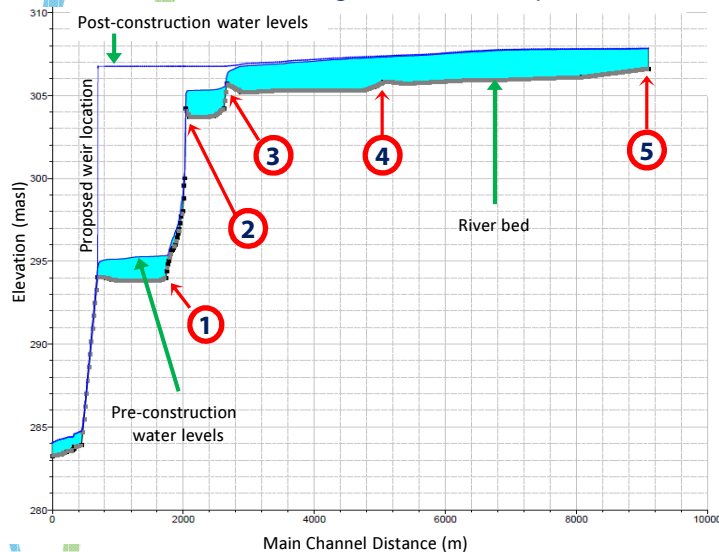 Post-construction water levels
310
305
300
295
290
285
280
Elevation (masl)
Proposed weir location
3
4
5
2
River bed
1
Pre-construction
water levels
0
2000
4000
6000
8000
10000
Main Channel Distance (m)